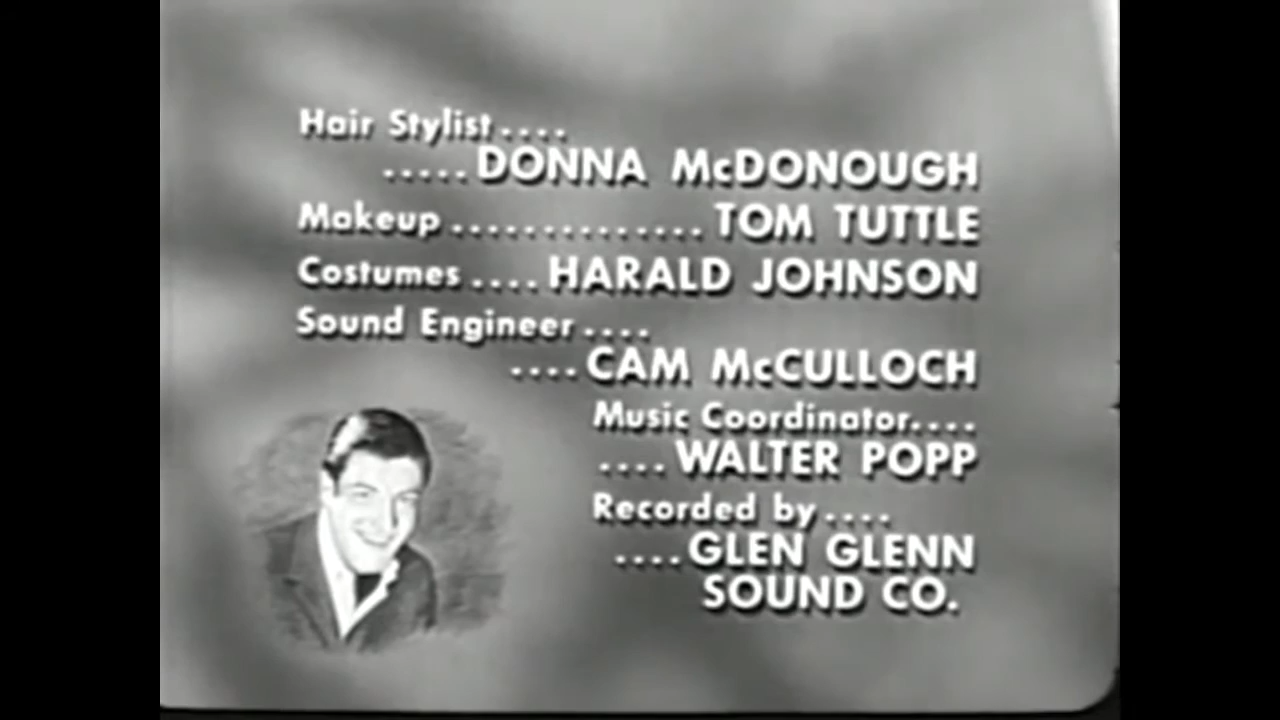 Hair Stylist....
.....DONNA McDONOUGH
Makeup..............TOM TUTTLE
Costumes....HARALD JOHNSON
Sound Engineer....
....CAM McCULLOCH
Music Coordinator....
....WALTER POPP
Recorded by....
....GLEN GLENN
SOUND CO.